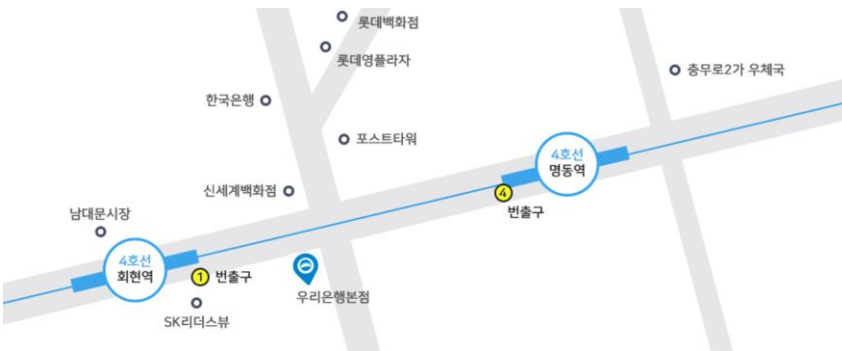 롯데백화점
롯데영플라자
충무로2가 우체국
한국은행
포스트타워
4호선
명동역
신세계백화점
4
번출구
남대문시장
4호선
회현역
1 번출구
우리은행본점
SK리더스뷰